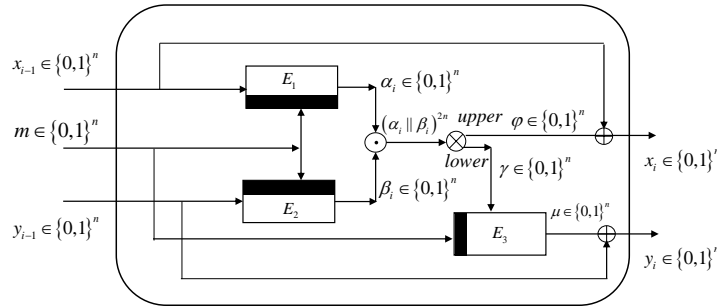 x_{i-1} ∈ {0,1}^n
E_1
α_i ∈ {0,1}^n
m ∈ {0,1}^n
(α_i || β_i)^{2n}
upper
φ ∈ {0,1}^n
lower
x_i ∈ {0,1}^n
γ ∈ {0,1}^n
β_i ∈ {0,1}^n
y_{i-1} ∈ {0,1}^n
E_2
E_3
μ ∈ {0,1}^n
y_i ∈ {0,1}^n